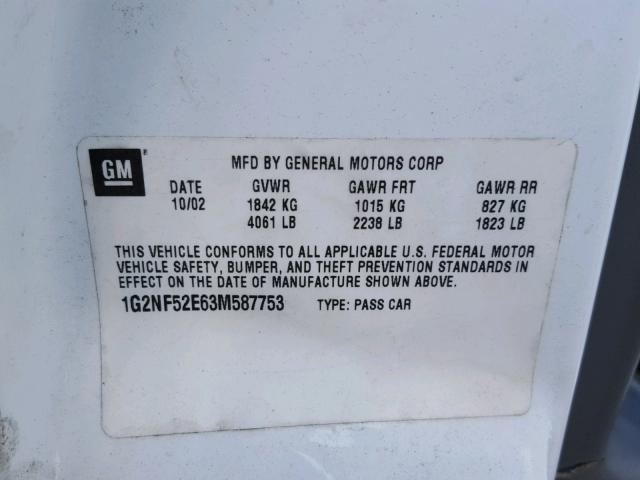 GM
MFD BY GENERAL MOTORS CORP
DATE GVWR GAWR FRT GAWR RR
10/02 1842 KG 1015 KG 827 KG
4061 LB 2238 LB 1823 LB
THIS VEHICLE CONFORMS TO ALL APPLICABLE U.S. FEDERAL MOTOR
VEHICLE SAFETY, BUMPER, AND THEFT PREVENTION STANDARDS IN
EFFECT ON THE DATE OF MANUFACTURE SHOWN ABOVE.
1G2NF52E63M587753 TYPE: PASS CAR